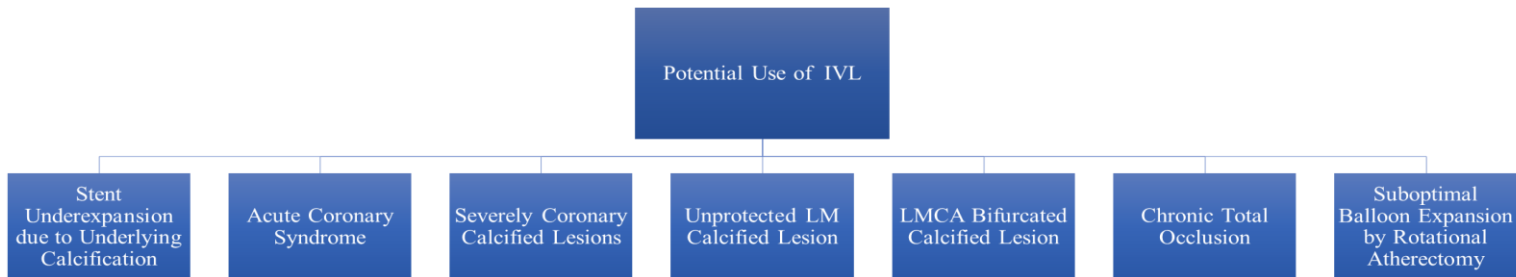 Potential Use of IVL
Stent
Underexpansion
due to Underlying
Calcification
Acute Coronary
Syndrome
Severely Coronary
Calcified Lesions
Unprotected LM
Calcified Lesion
LMCA Bifurcated
Calcified Lesion
Chronic Total
Occlusion
Suboptimal
Balloon Expansion
by Rotational
Atherectomy